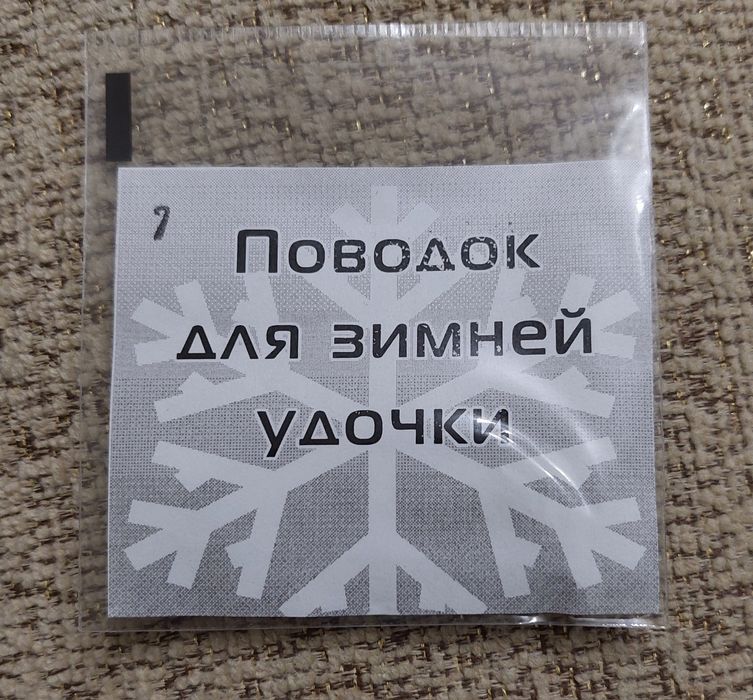 7
Поводок
для зимней
удочки